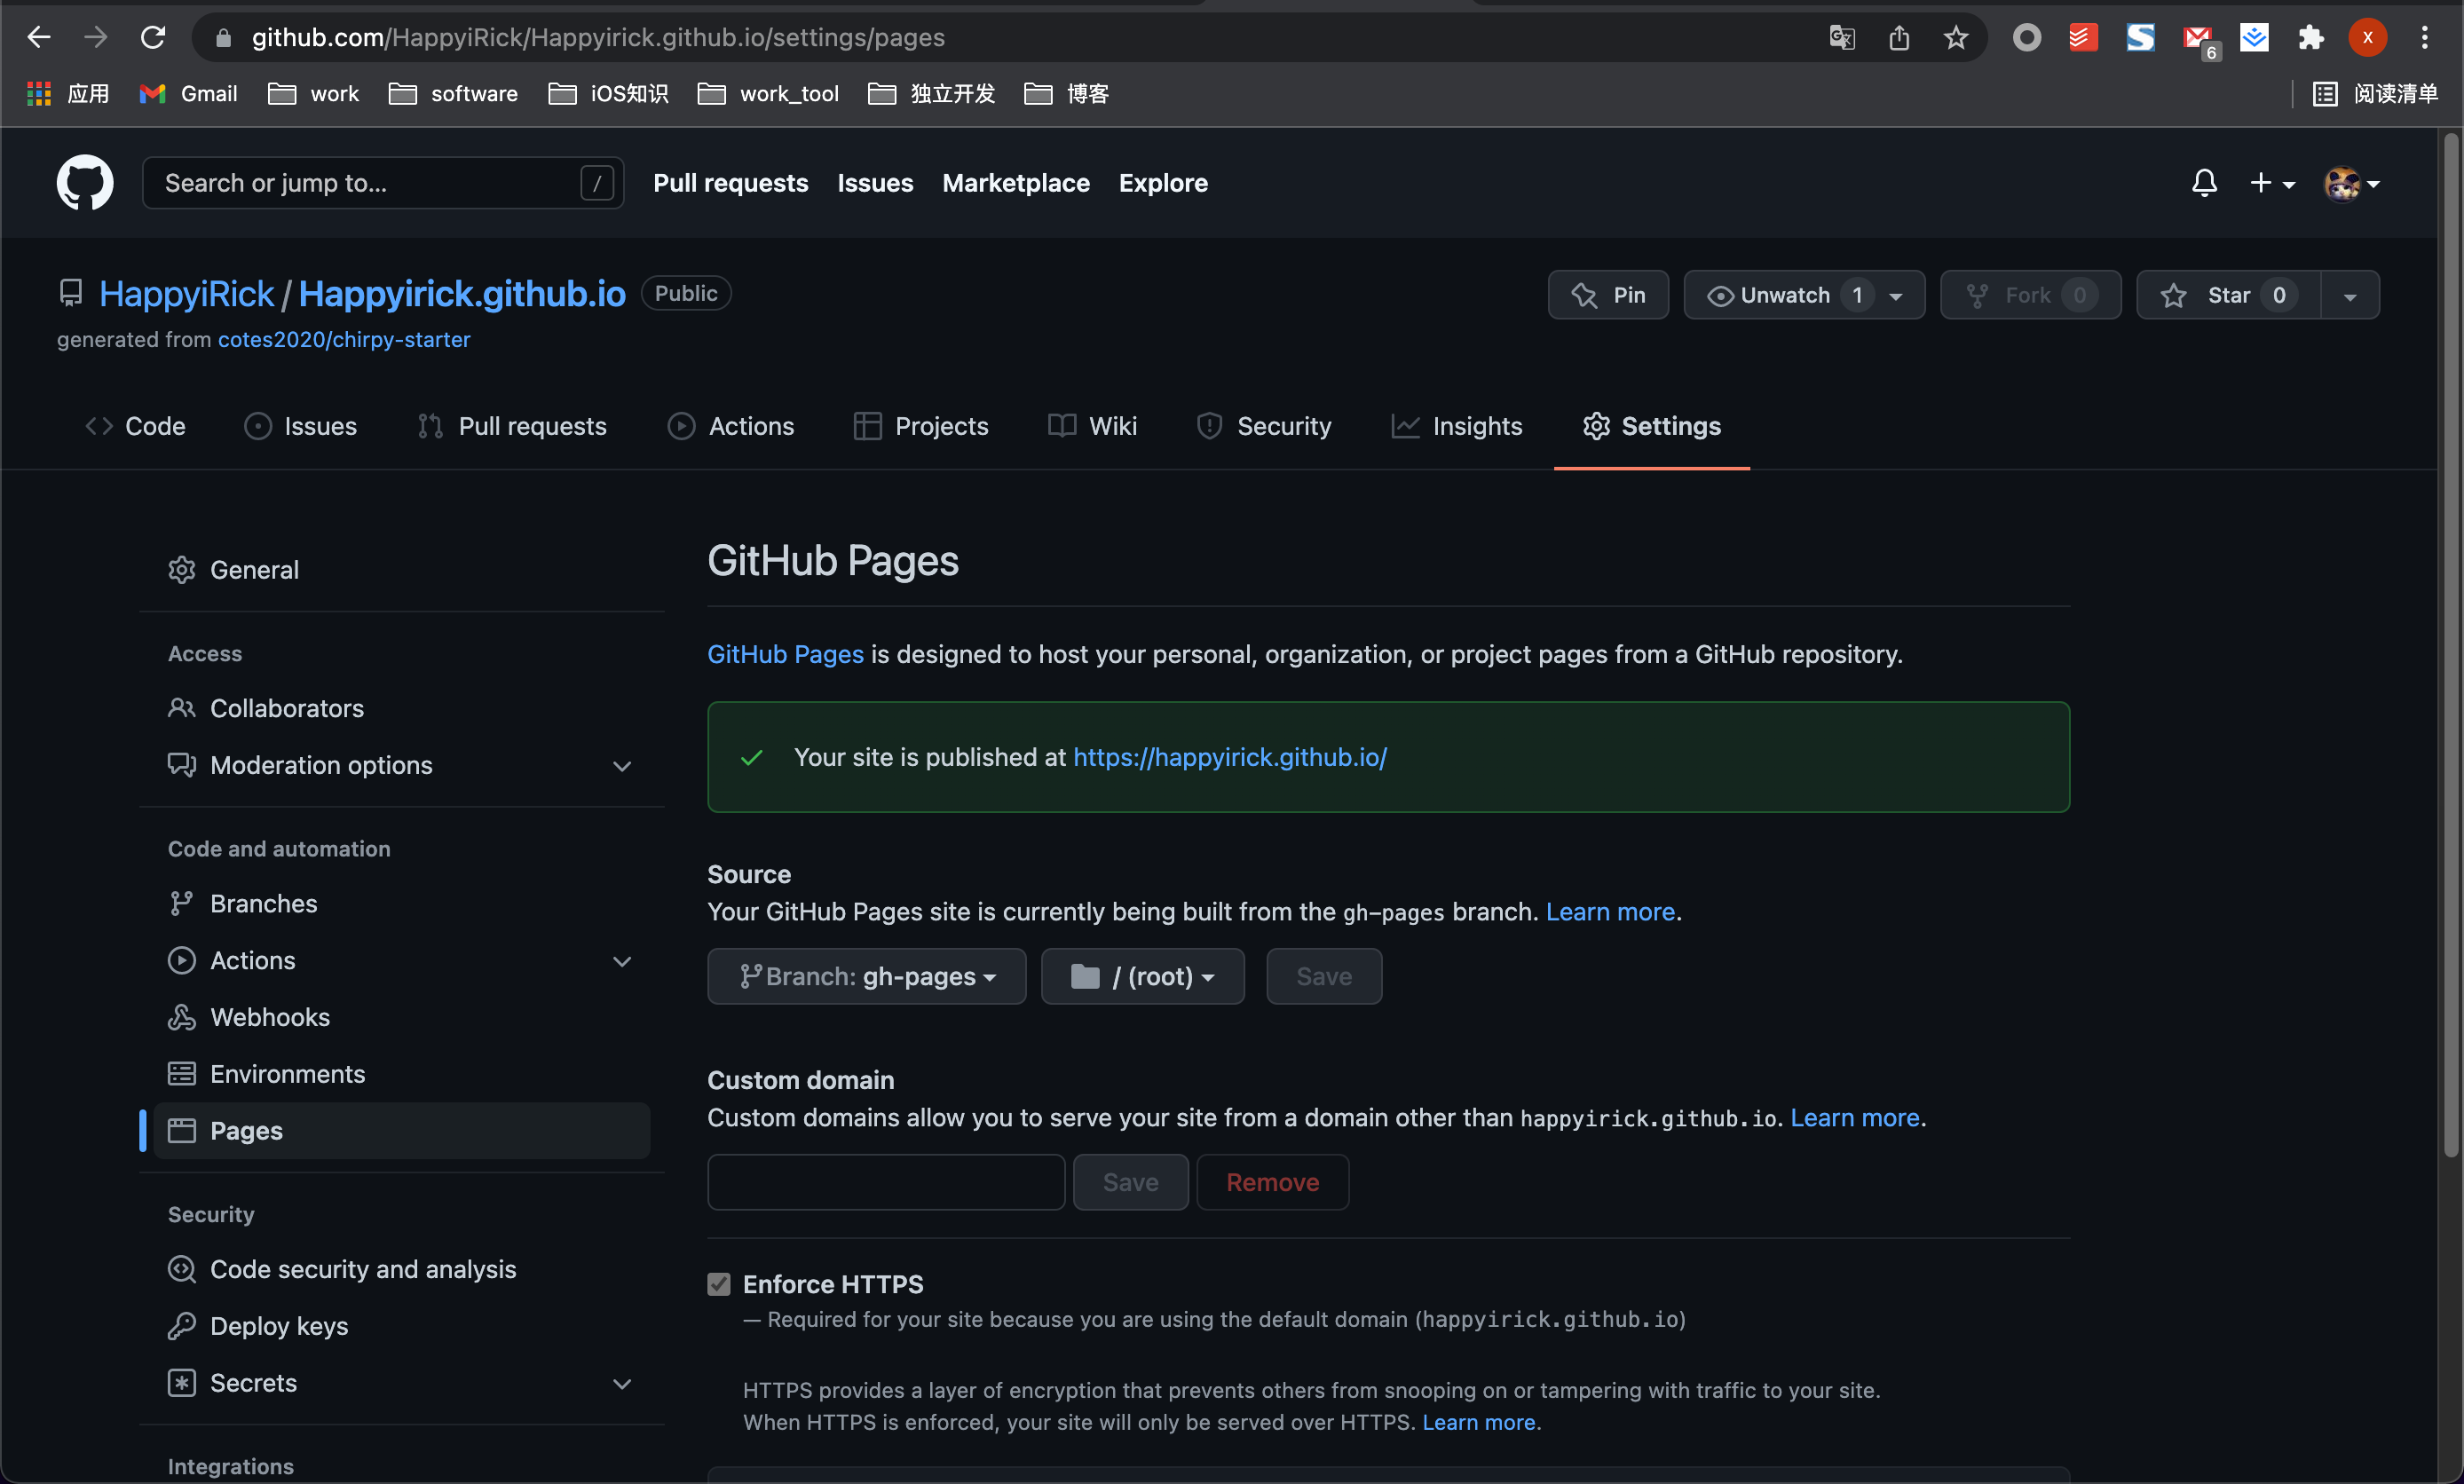 github.com/HappyiRick/Happyirick.github.io/settings/pages
6
X
应用 Gmail work software iOS知识 work_tool 独立开发 博客 阅读清单
Search or jump to... / Pull requests Issues Marketplace Explore
HappyiRick / Happyirick.github.io Public Pin Unwatch 1 Fork 0 Star 0
generated from cotes2020/chirpy-starter
Code Issues Pull requests Actions Projects Wiki Security Insights Settings
General
Access
Collaborators
Moderation options
Code and automation
Branches
Actions
Webhooks
Environments
Pages
Security
Code security and analysis
Deploy keys
Secrets
Integrations
GitHub Pages
GitHub Pages is designed to host your personal, organization, or project pages from a GitHub repository.
Your site is published at https://happyirick.github.io/
Source
Your GitHub Pages site is currently being built from the gh-pages branch. Learn more.
Branch: gh-pages / (root) Save
Custom domain
Custom domains allow you to serve your site from a domain other than happyirick.github.io. Learn more.
Save Remove
Enforce HTTPS
— Required for your site because you are using the default domain (happyirick.github.io)
HTTPS provides a layer of encryption that prevents others from snooping on or tampering with traffic to your site.
When HTTPS is enforced, your site will only be served over HTTPS. Learn more.